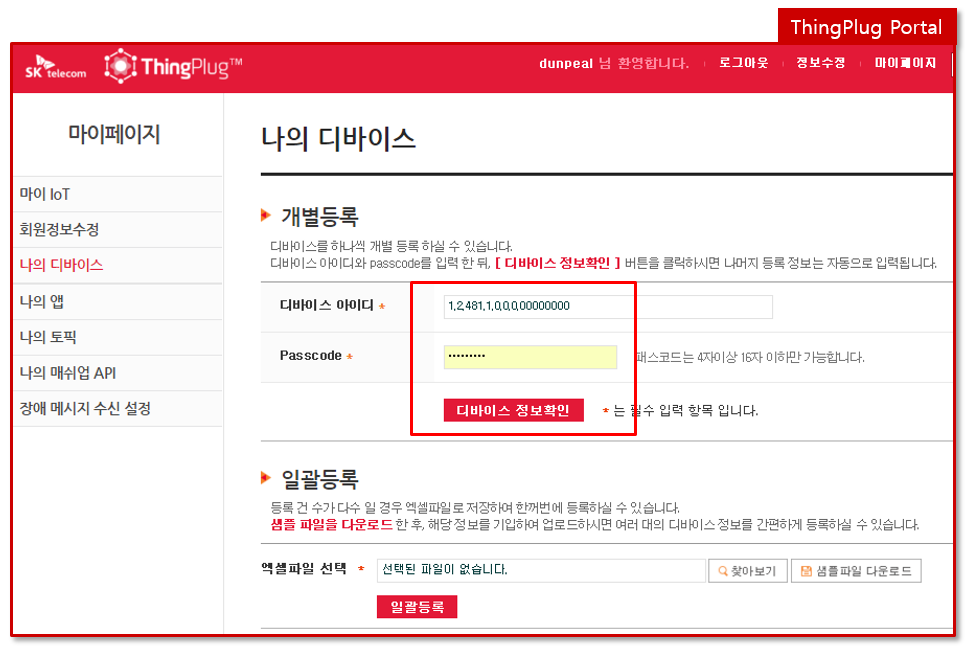 ThingPlug Portal
SK telecom ThingPlug™
dunpeal 님 환영합니다. 로그아웃 정보수정 마이페이지
마이페이지
마이 IoT
회원정보수정
나의 디바이스
나의 앱
나의 토픽
나의 매쉬업 API
장애 메시지 수신 설정
나의 디바이스
개별등록
디바이스를 하나씩 개별 등록 하실 수 있습니다.
디바이스 아이디와 passcode를 입력 한 뒤, [ 디바이스 정보확인 ] 버튼을 클릭하시면 나머지 등록 정보는 자동으로 입력됩니다.
디바이스 아이디 * 1,2,481,1,0,0,0,00000000
Passcode * ••••••••• 패스코드는 4자이상 16자 이하만 가능합니다.
디바이스 정보확인 * 는 필수 입력 항목 입니다.
일괄등록
등록 건 수가 다수 일 경우 엑셀파일로 저장하여 한꺼번에 등록하실 수 있습니다.
샘플 파일을 다운로드 한 후, 해당 정보를 기입하여 업로드하시면 여러 대의 디바이스 정보를 간편하게 등록하실 수 있습니다.
엑셀파일 선택 * 선택된 파일이 없습니다. 찾아보기 샘플파일 다운로드
일괄등록